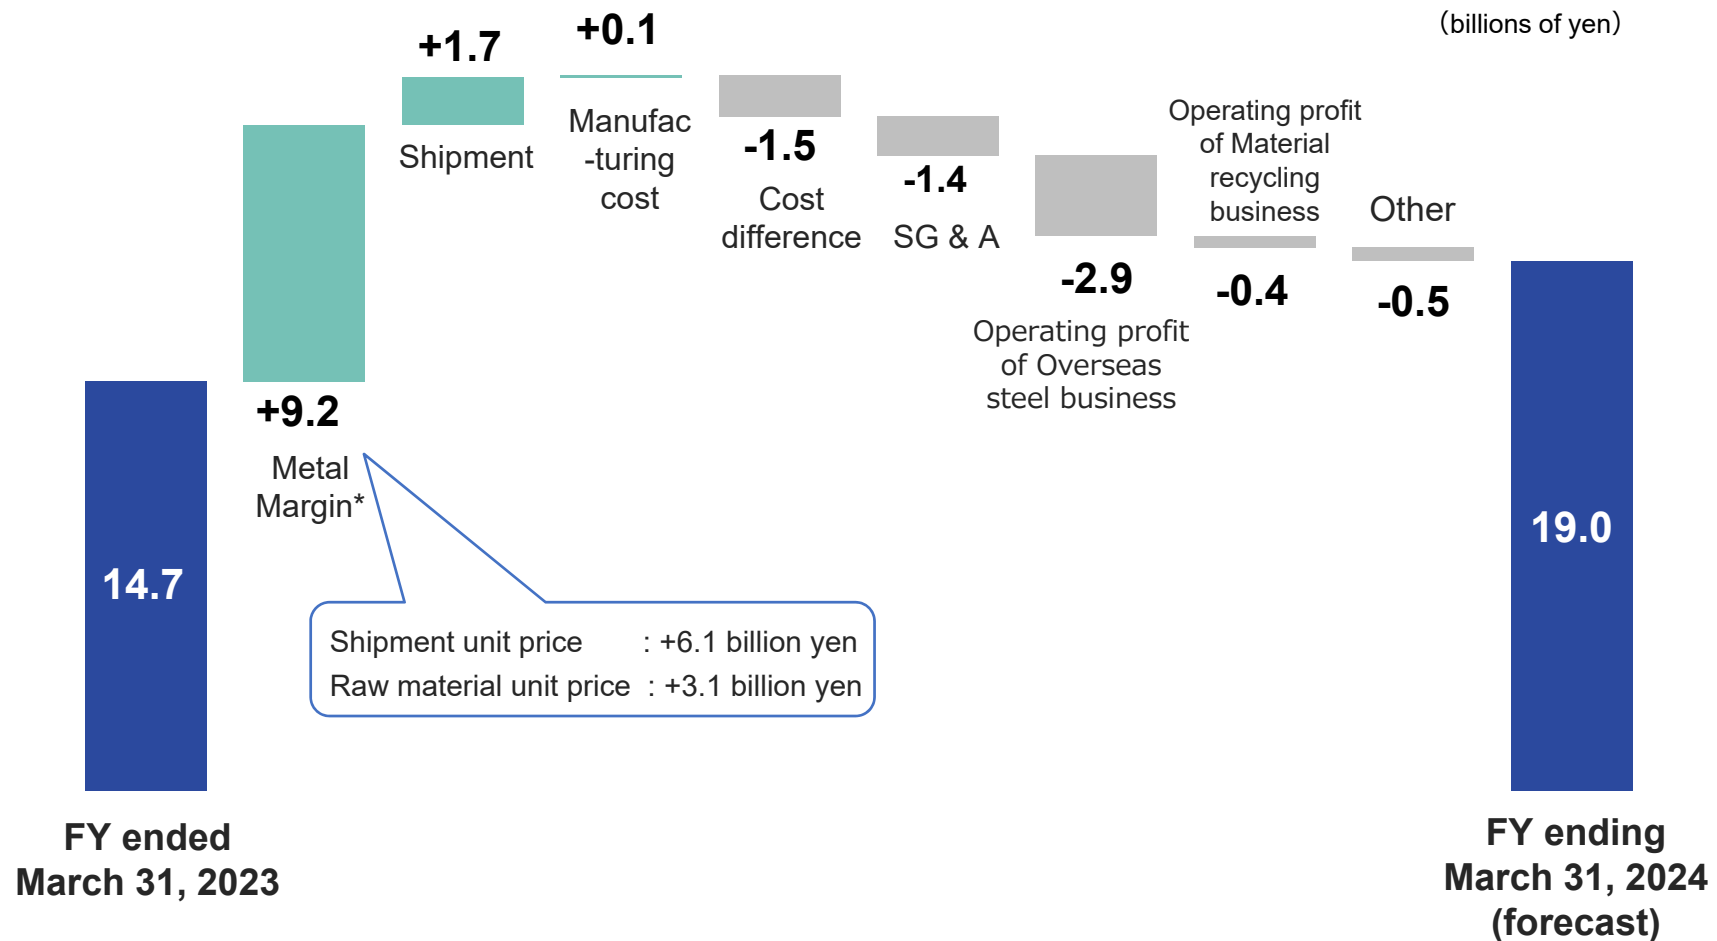 （billions of yen）
+1.7
+0.1
Shipment
Manufac
-turing
cost
-1.5
Cost
difference
-1.4
SG & A
Operating profit
of Material
recycling
business
Other
-2.9
-0.4
-0.5
Operating profit
of Overseas
steel business
+9.2
Metal
Margin*
14.7
19.0
Shipment unit price : +6.1 billion yen
Raw material unit price : +3.1 billion yen
FY ended
March 31, 2023
FY ending
March 31, 2024
(forecast)